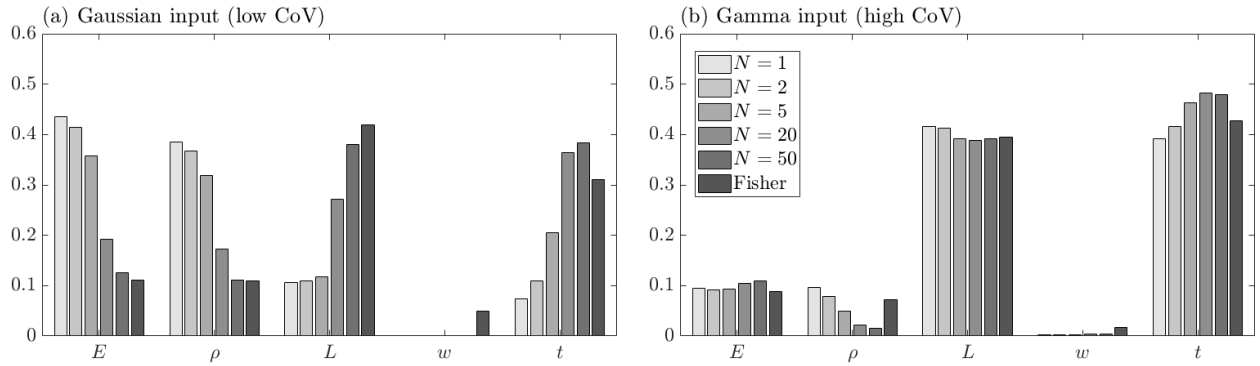 (a) Gaussian input (low CoV)
0.6
0.5
0.4
0.3
0.2
0.1
0
E ρ L w t
(b) Gamma input (high CoV)
0.6
0.5
0.4
0.3
0.2
0.1
0
N = 1
N = 2
N = 5
N = 20
N = 50
Fisher
E ρ L w t